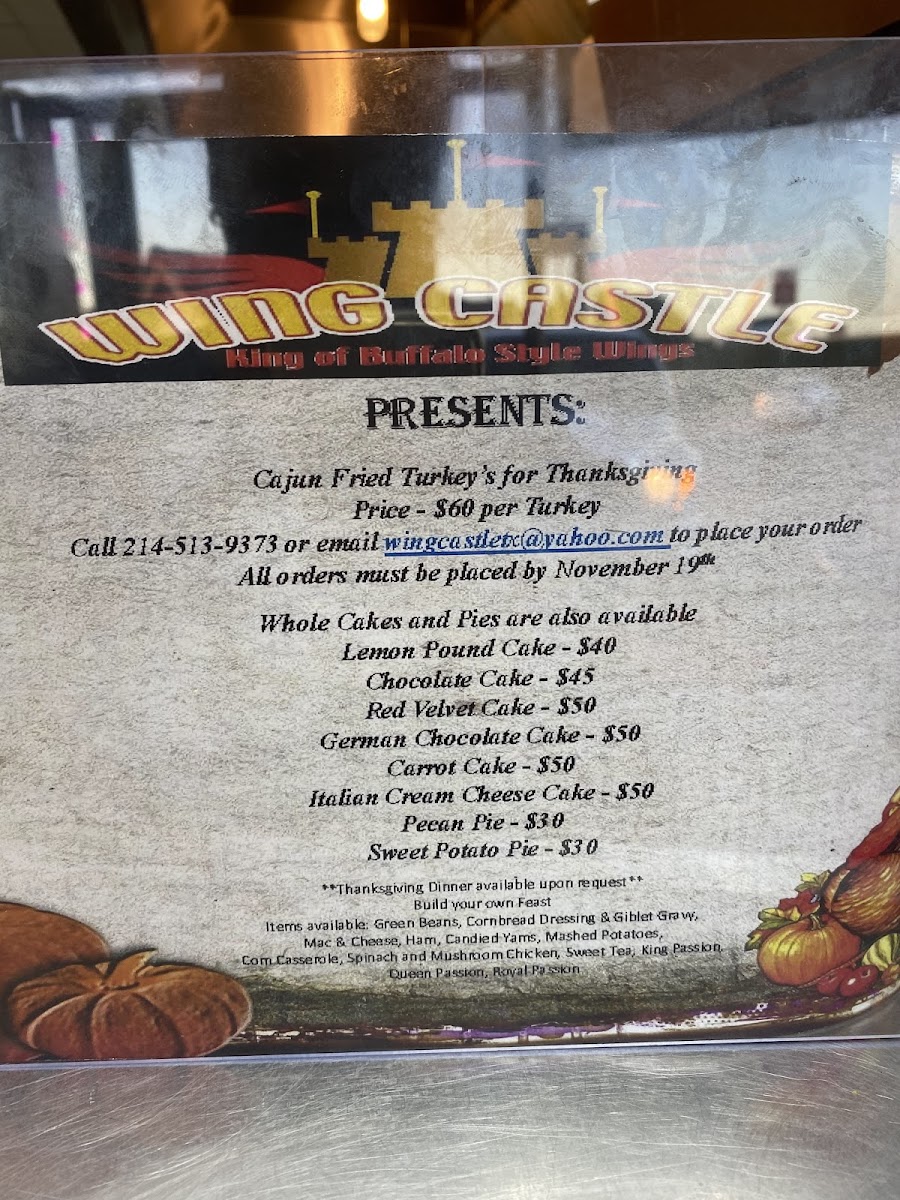 WING CASTLE
King of Buffalo Style Wings
PRESENTS:
Cajun Fried Turkey's for Thanksgiving
Price - $60 per Turkey
Call 214-513-9373 or email wingcastletx@yahoo.com to place your order
All orders must be placed by November 19th
Whole Cakes and Pies are also available
Lemon Pound Cake - $40
Chocolate Cake - $45
Red Velvet Cake - $50
German Chocolate Cake - $50
Carrot Cake - $50
Italian Cream Cheese Cake - $50
Pecan Pie - $30
Sweet Potato Pie - $30
**Thanksgiving Dinner available upon request**
Build your own Feast
Items available: Green Beans, Cornbread Dressing & Giblet Gravy,
Mac & Cheese, Ham, Candied Yams, Mashed Potatoes,
Corn Casserole, Spinach and Mushroom Chicken, Sweet Tea, King Passion,
Queen Passion, Royal Passion